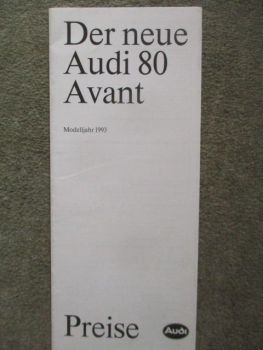 Der neue
Audi 80
Avant
Modelljahr 1993
Preise
Audi